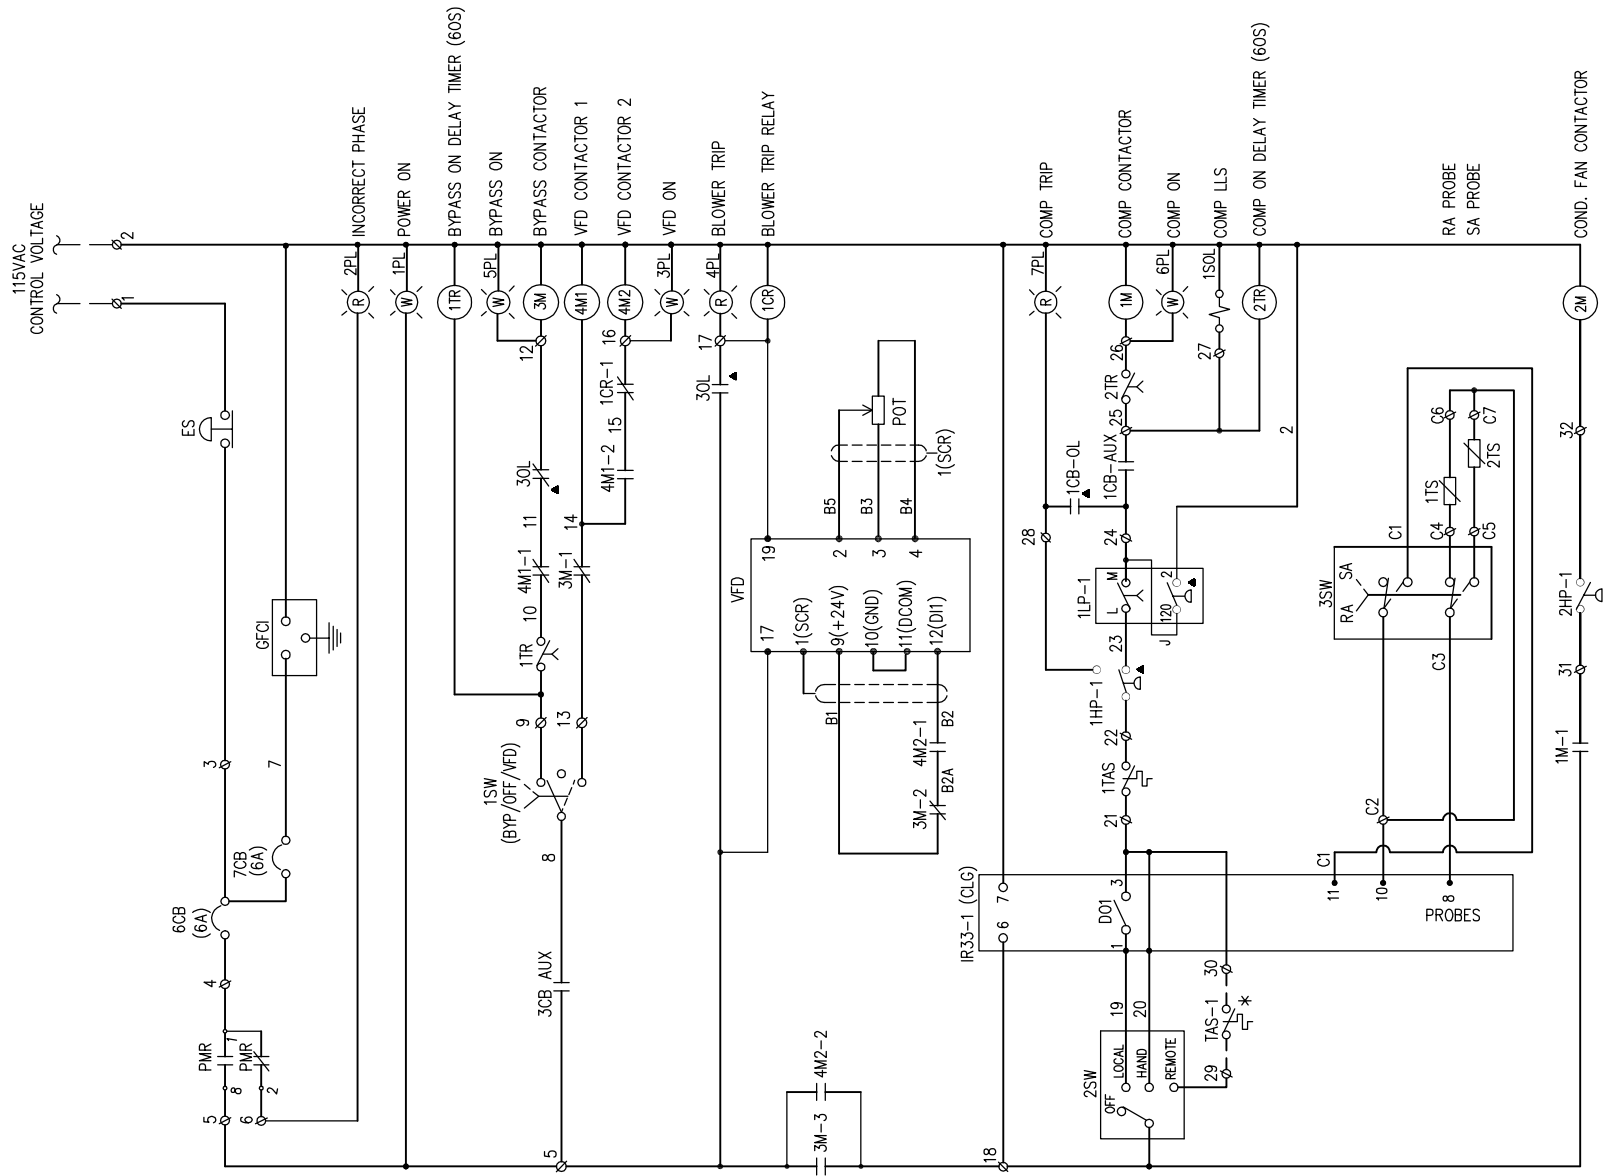 115VAC
CONTROL VOLTAGE
1
2
ES
3
7
GFCI
7CB
(6A)
6CB
(6A)
4
PMR
1
PMR
8
2
5
6
2PL
R
INCORRECT PHASE
1PL
W
POWER ON
1TR
BYPASS ON DELAY TIMER (60S)
5PL
W
BYPASS ON
3M
BYPASS CONTACTOR
4M1
VFD CONTACTOR 1
4M2
VFD CONTACTOR 2
3PL
W
VFD ON
4PL
R
BLOWER TRIP
1CR
BLOWER TRIP RELAY
12
16
17
1CR-1
15
4M1-2
3OL
3OL
11
14
4M1-1
3M-1
10
1TR
9
13
1SW
(BYP/OFF/VFD)
8
3CB AUX
5
VFD
19
2
3
4
17
1(SCR)
9(+24V)
10(GND)
11(DCOM)
12(DI1)
B5
B3
B4
POT
1(SCR)
B1
B2
4M2-1
B2A
3M-2
4M2-2
3M-3
18
7PL
R
COMP TRIP
1M
COMP CONTACTOR
6PL
W
COMP ON
1SOL
COMP LLS
2TR
COMP ON DELAY TIMER (60S)
26
27
2TR
25
2
1CB-OL
1CB-AUX
28
24
1LP-1
M
L
2
120
J
23
1HP-1
22
1TAS
21
IR33-1 (CLG)
7
6
3
DO1
1
11
10
8
PROBES
C1
C2
19
20
30
TAS-1
*
29
2SW
OFF
LOCAL
HAND
REMOTE
RA PROBE
SA PROBE
C6
C7
1TS
2TS
C4
C5
C1
3SW
RA
SA
C3
2M
COND. FAN CONTACTOR
32
2HP-1
31
1M-1